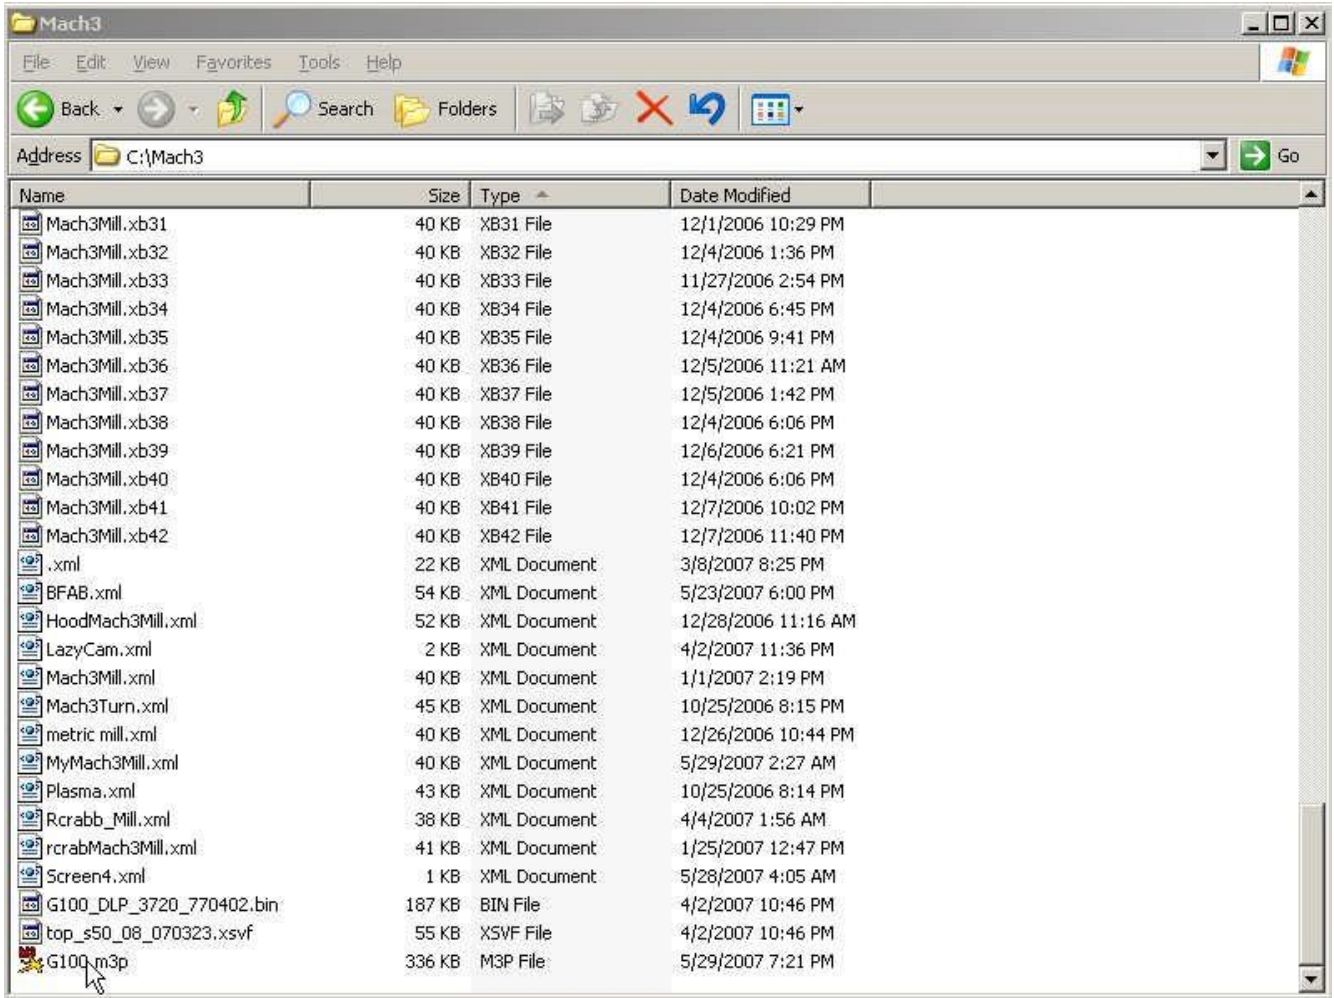 Mach3
File Edit View Favorites Tools Help
Back Search Folders
Address C:\Mach3 Go
Name Size Type Date Modified
Mach3Mill.xb31 40 KB XB31 File 12/1/2006 10:29 PM
Mach3Mill.xb32 40 KB XB32 File 12/4/2006 1:36 PM
Mach3Mill.xb33 40 KB XB33 File 11/27/2006 2:54 PM
Mach3Mill.xb34 40 KB XB34 File 12/4/2006 6:45 PM
Mach3Mill.xb35 40 KB XB35 File 12/4/2006 9:41 PM
Mach3Mill.xb36 40 KB XB36 File 12/5/2006 11:21 AM
Mach3Mill.xb37 40 KB XB37 File 12/5/2006 1:42 PM
Mach3Mill.xb38 40 KB XB38 File 12/4/2006 6:06 PM
Mach3Mill.xb39 40 KB XB39 File 12/6/2006 6:21 PM
Mach3Mill.xb40 40 KB XB40 File 12/4/2006 6:06 PM
Mach3Mill.xb41 40 KB XB41 File 12/7/2006 10:02 PM
Mach3Mill.xb42 40 KB XB42 File 12/7/2006 11:40 PM
.xml 22 KB XML Document 3/8/2007 8:25 PM
BFAB.xml 54 KB XML Document 5/23/2007 6:00 PM
HoodMach3Mill.xml 52 KB XML Document 12/28/2006 11:16 AM
LazyCam.xml 2 KB XML Document 4/2/2007 11:36 PM
Mach3Mill.xml 40 KB XML Document 1/1/2007 2:19 PM
Mach3Turn.xml 45 KB XML Document 10/25/2006 8:15 PM
metric mill.xml 40 KB XML Document 12/26/2006 10:44 PM
MyMach3Mill.xml 40 KB XML Document 5/29/2007 2:27 AM
Plasma.xml 43 KB XML Document 10/25/2006 8:14 PM
Rcrabb_Mill.xml 38 KB XML Document 4/4/2007 1:56 AM
rcrabMach3Mill.xml 41 KB XML Document 1/25/2007 12:47 PM
Screen4.xml 1 KB XML Document 5/28/2007 4:05 AM
G100_DLP_3720_770402.bin 187 KB BIN File 4/2/2007 10:46 PM
top_s50_08_070323.xsvf 55 KB XSVF File 4/2/2007 10:46 PM
G100.m3p 336 KB M3P File 5/29/2007 7:21 PM